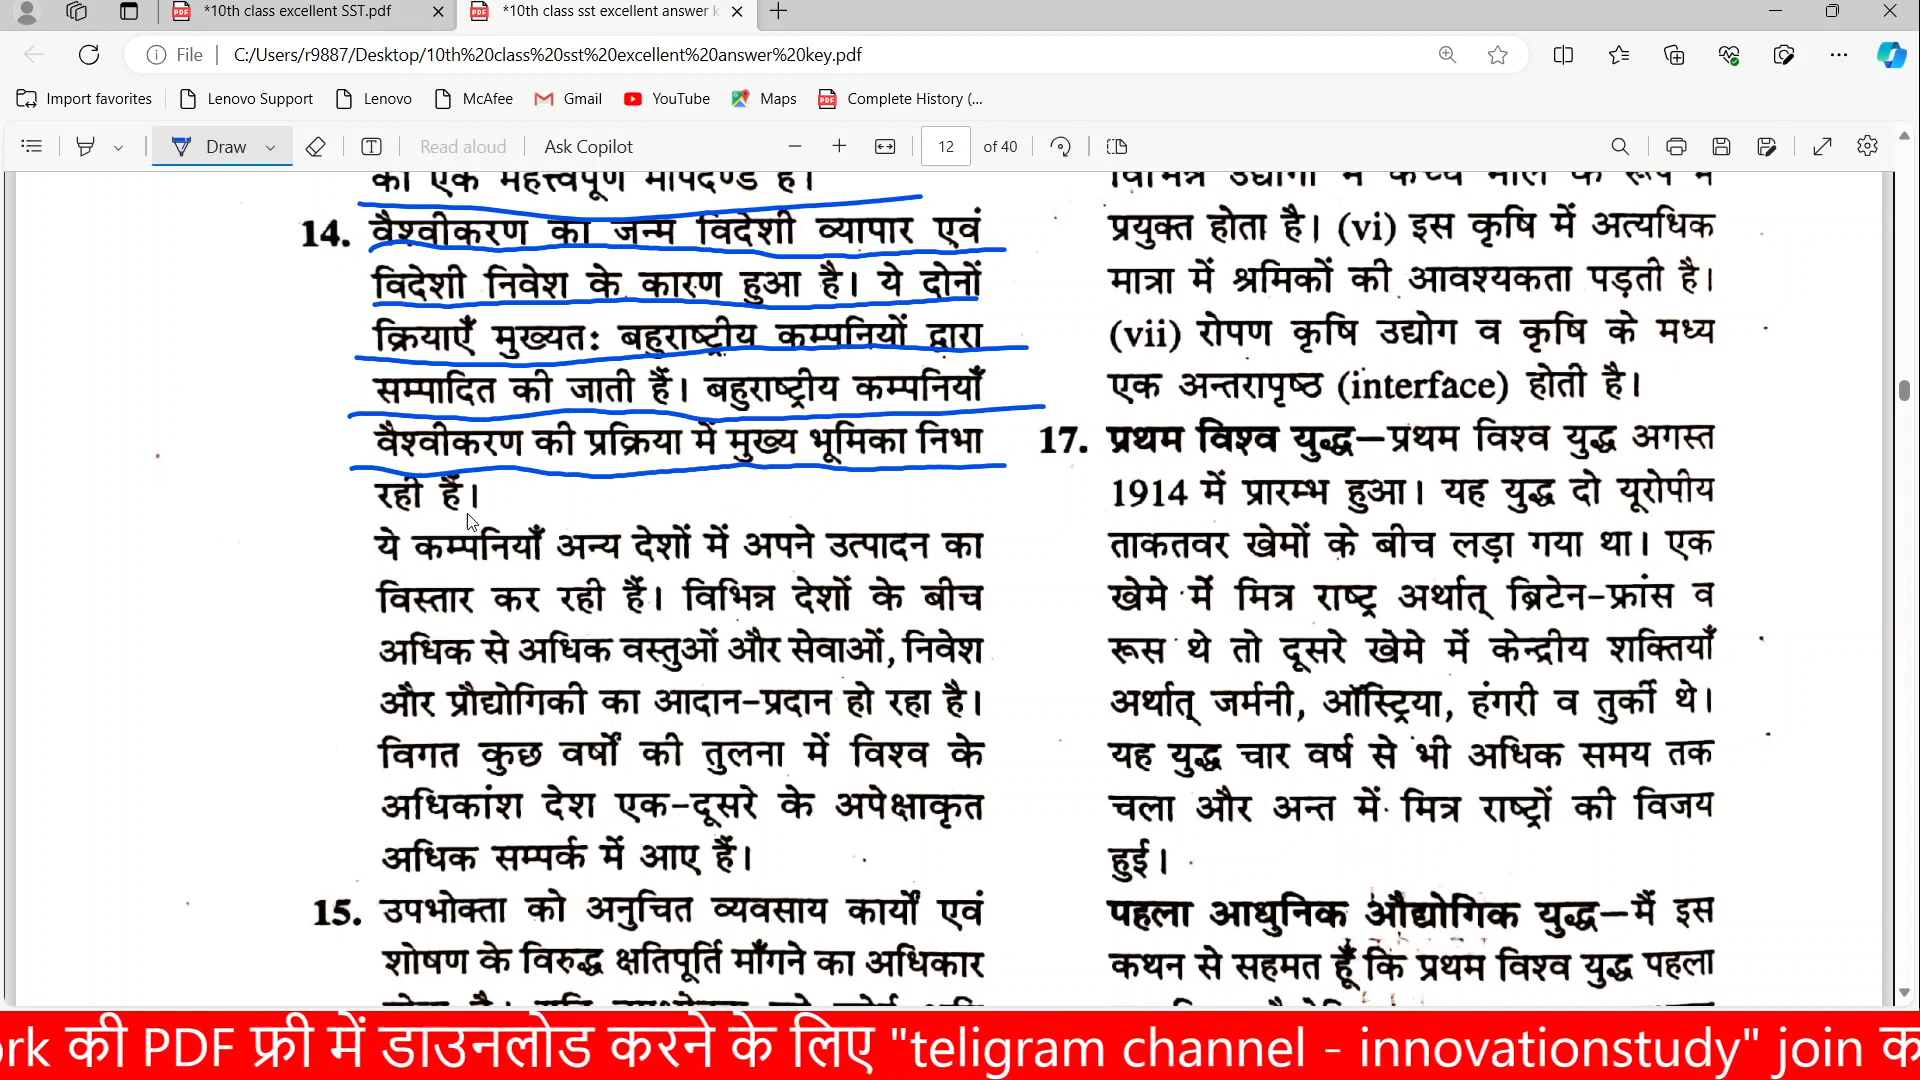 *10th class excellent SST.pdf
*10th class sst excellent answer k
File
C:/Users/r9887/Desktop/10th%20class%20sst%20excellent%20answer%20key.pdf
Import favorites
Lenovo Support
Lenovo
McAfee
Gmail
YouTube
Maps
Complete History (...
Draw
Read aloud
Ask Copilot
12
of 40
का एक महत्त्वपूर्ण मापदण्ड है।
14. वैश्वीकरण का जन्म विदेशी व्यापार एवं
विदेशी निवेश के कारण हुआ है। ये दोनों
क्रियाएँ मुख्यत: बहुराष्ट्रीय कम्पनियों द्वारा
सम्पादित की जाती हैं। बहुराष्ट्रीय कम्पनियाँ
वैश्वीकरण की प्रक्रिया में मुख्य भूमिका निभा
रही हैं।
ये कम्पनियाँ अन्य देशों में अपने उत्पादन का
विस्तार कर रही हैं। विभिन्न देशों के बीच
अधिक से अधिक वस्तुओं और सेवाओं, निवेश
और प्रौद्योगिकी का आदान-प्रदान हो रहा है।
विगत कुछ वर्षों की तुलना में विश्व के
अधिकांश देश एक-दूसरे के अपेक्षाकृत
अधिक सम्पर्क में आए हैं।
15. उपभोक्ता को अनुचित व्यवसाय कार्यों एवं
शोषण के विरुद्ध क्षतिपूर्ति माँगने का अधिकार
विभिन्न उद्योगों में कच्चे माल के रूप में
प्रयुक्त होता है। (vi) इस कृषि में अत्यधिक
मात्रा में श्रमिकों की आवश्यकता पड़ती है।
(vii) रोपण कृषि उद्योग व कृषि के मध्य
एक अन्तरापृष्ठ (interface) होती है।
17. प्रथम विश्व युद्ध—प्रथम विश्व युद्ध अगस्त
1914 में प्रारम्भ हुआ। यह युद्ध दो यूरोपीय
ताकतवर खेमों के बीच लड़ा गया था। एक
खेमे में मित्र राष्ट्र अर्थात् ब्रिटेन-फ्रांस व
रूस थे तो दूसरे खेमे में केन्द्रीय शक्तियाँ
अर्थात् जर्मनी, ऑस्ट्रिया, हंगरी व तुर्की थे।
यह युद्ध चार वर्ष से भी अधिक समय तक
चला और अन्त में मित्र राष्ट्रों की विजय
हुई।
पहला आधुनिक औद्योगिक युद्ध—मैं इस
कथन से सहमत हूँ कि प्रथम विश्व युद्ध पहला
rk की PDF फ्री में डाउनलोड करने के लिए "teligram channel - innovationstudy" join क